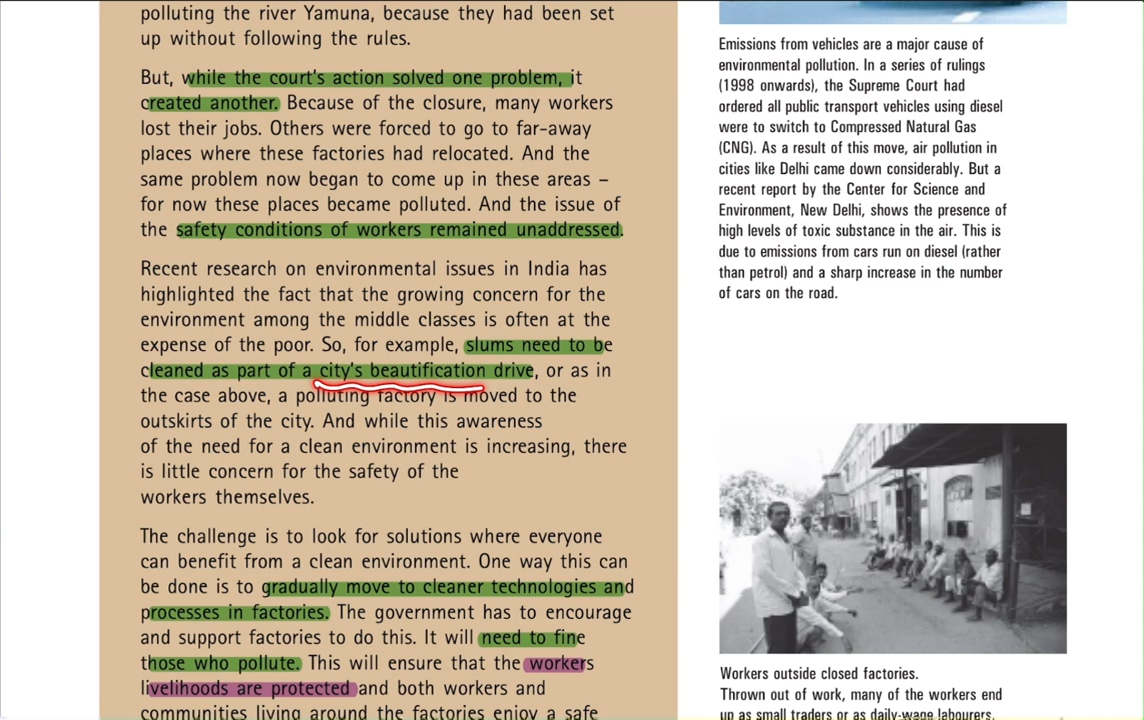 polluting the river Yamuna, because they had been set
up without following the rules.
But, while the court's action solved one problem, it
created another. Because of the closure, many workers
lost their jobs. Others were forced to go to far-away
places where these factories had relocated. And the
same problem now began to come up in these areas –
for now these places became polluted. And the issue of
the safety conditions of workers remained unaddressed.
Recent research on environmental issues in India has
highlighted the fact that the growing concern for the
environment among the middle classes is often at the
expense of the poor. So, for example, slums need to be
cleaned as part of a city's beautification drive, or as in
the case above, a polluting factory is moved to the
outskirts of the city. And while this awareness
of the need for a clean environment is increasing, there
is little concern for the safety of the
workers themselves.
The challenge is to look for solutions where everyone
can benefit from a clean environment. One way this can
be done is to gradually move to cleaner technologies and
processes in factories. The government has to encourage
and support factories to do this. It will need to fine
those who pollute. This will ensure that the workers
livelihoods are protected and both workers and
communities living around the factories enjoy a safe
Emissions from vehicles are a major cause of
environmental pollution. In a series of rulings
(1998 onwards), the Supreme Court had
ordered all public transport vehicles using diesel
were to switch to Compressed Natural Gas
(CNG). As a result of this move, air pollution in
cities like Delhi came down considerably. But a
recent report by the Center for Science and
Environment, New Delhi, shows the presence of
high levels of toxic substance in the air. This is
due to emissions from cars run on diesel (rather
than petrol) and a sharp increase in the number
of cars on the road.
Workers outside closed factories.
Thrown out of work, many of the workers end
up as small traders or as daily-wage labourers.